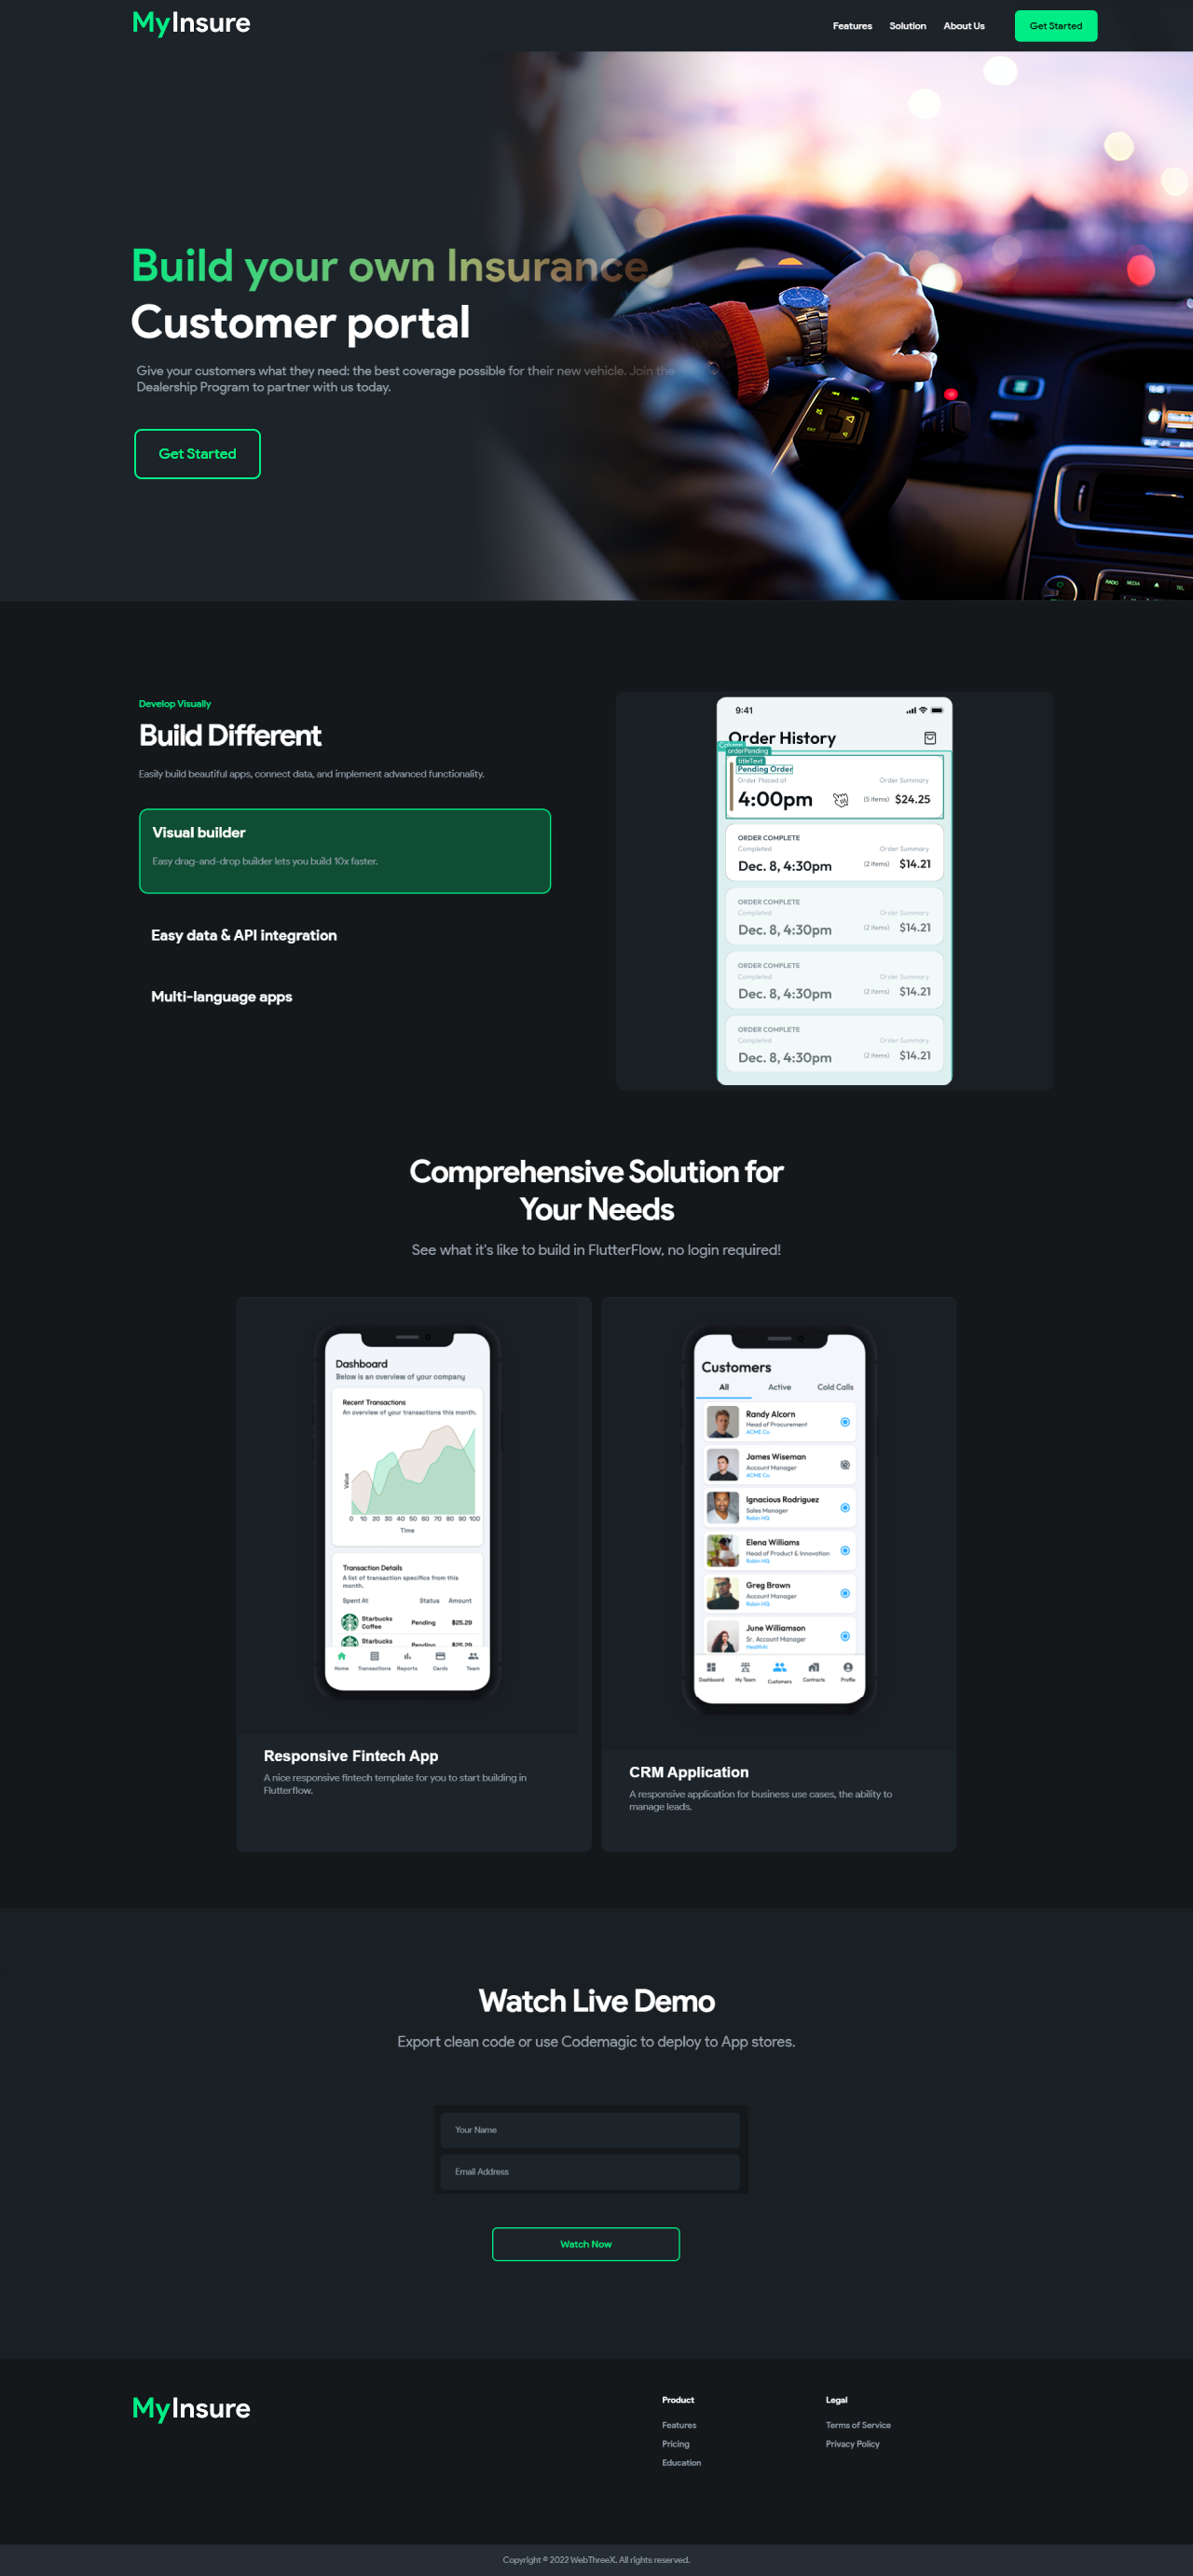 MyInsure
Features Solution About Us Get Started
Build your own Insurance
Customer portal
Give your customers what they need: the best coverage possible for their new vehicle. Join the
Dealership Program to partner with us today.
Get Started
Develop Visually
Build Different
Easily build beautiful apps, connect data, and implement advanced functionality.
Visual builder
Easy drag-and-drop builder lets you build 10x faster.
Easy data & API integration
Multi-language apps
9:41
Order History
Column
orderPending
titleText
Pending Order
Order Placed at Order Summary
4:00pm (5 items) $24.25
ORDER COMPLETE
Completed Order Summary
Dec. 8, 4:30pm (2 items) $14.21
ORDER COMPLETE
Completed Order Summary
Dec. 8, 4:30pm (2 items) $14.21
ORDER COMPLETE
Completed Order Summary
Dec. 8, 4:30pm (2 items) $14.21
ORDER COMPLETE
Completed Order Summary
Dec. 8, 4:30pm (2 items) $14.21
Comprehensive Solution for
Your Needs
See what it's like to build in FlutterFlow, no login required!
Dashboard
Below is an overview of your company
Recent Transactions
An overview of your transactions this month.
Value
0 10 20 30 40 50 60 70 80 90 100
Time
Transaction Details
A list of transaction specifics from this
month.
Spent At Status Amount
Starbucks
Coffee Pending $25.29
Starbucks Pending $25.29
Home Transactions Reports Cards Team
Responsive Fintech App
A nice responsive fintech template for you to start building in
Flutterflow.
Customers
All Active Cold Calls
Randy Alcorn
Head of Procurement
ACME Co.
James Wiseman
Account Manager
ACME Co.
Ignacious Rodriguez
Sales Manager
Robin HQ
Elena Williams
Head of Product & Innovation
Robin HQ
Greg Brown
Account Manager
Robin HQ
June Williamson
Sr. Account Manager
HealthAi
Dashboard My Team Customers Contracts Profile
CRM Application
A responsive application for business use cases, the ability to
manage leads.
Watch Live Demo
Export clean code or use Codemagic to deploy to App stores.
Your Name
Email Address
Watch Now
MyInsure
Product
Features
Pricing
Education
Legal
Terms of Service
Privacy Policy
Copyright © 2022 WebThreeX. All rights reserved.